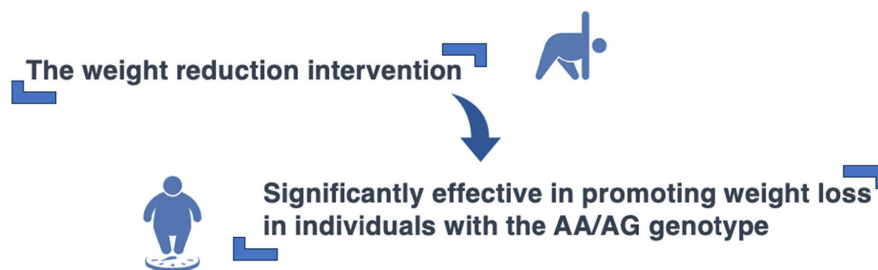 The weight reduction intervention
Significantly effective in promoting weight loss
in individuals with the AA/AG genotype